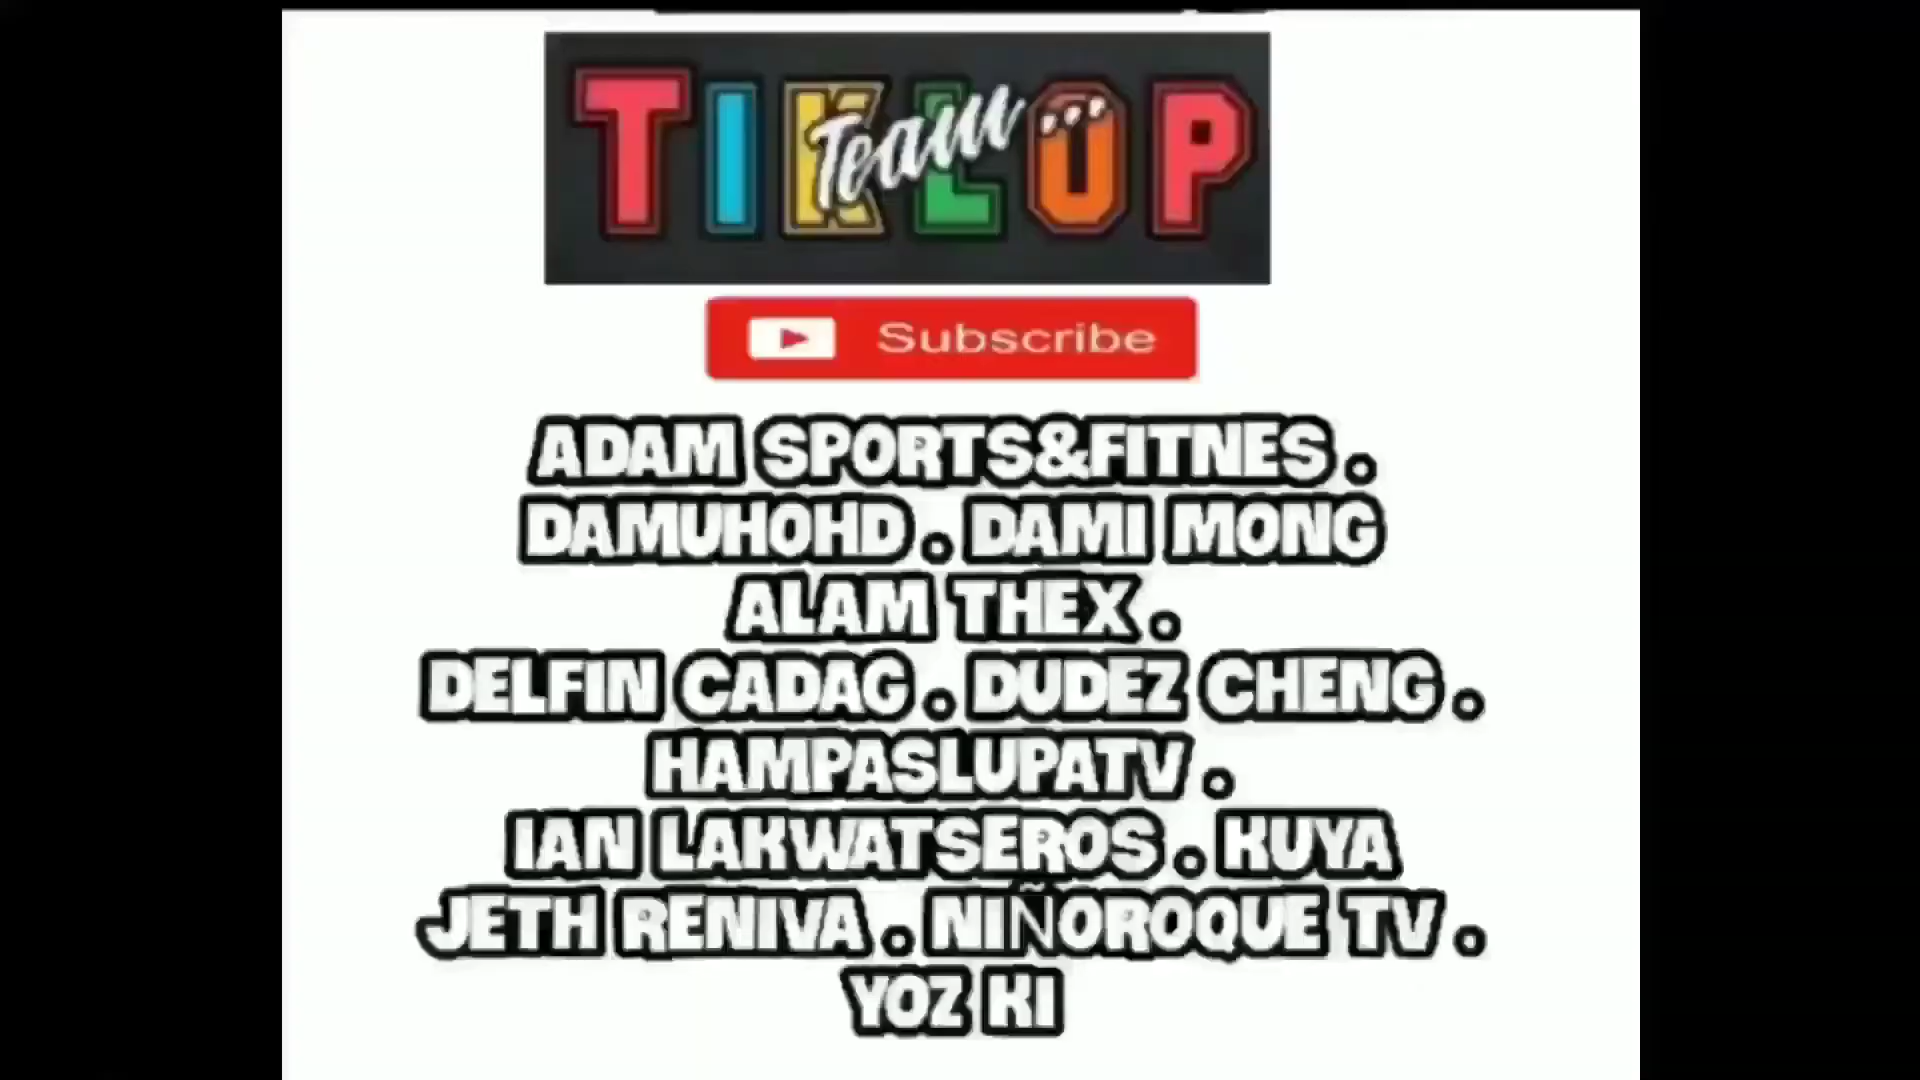 TIKLOP
Team...
Subscribe
ADAM SPORTS&FITNES .
DAMUHOHD . DAMI MONG
ALAM THEX .
DELFIN CADAG . DUDEZ CHENG .
HAMPASLUPATV .
IAN LAKWATSEROS . KUYA
JETH RENIVA . NIÑOROQUE TV .
YOZ KI